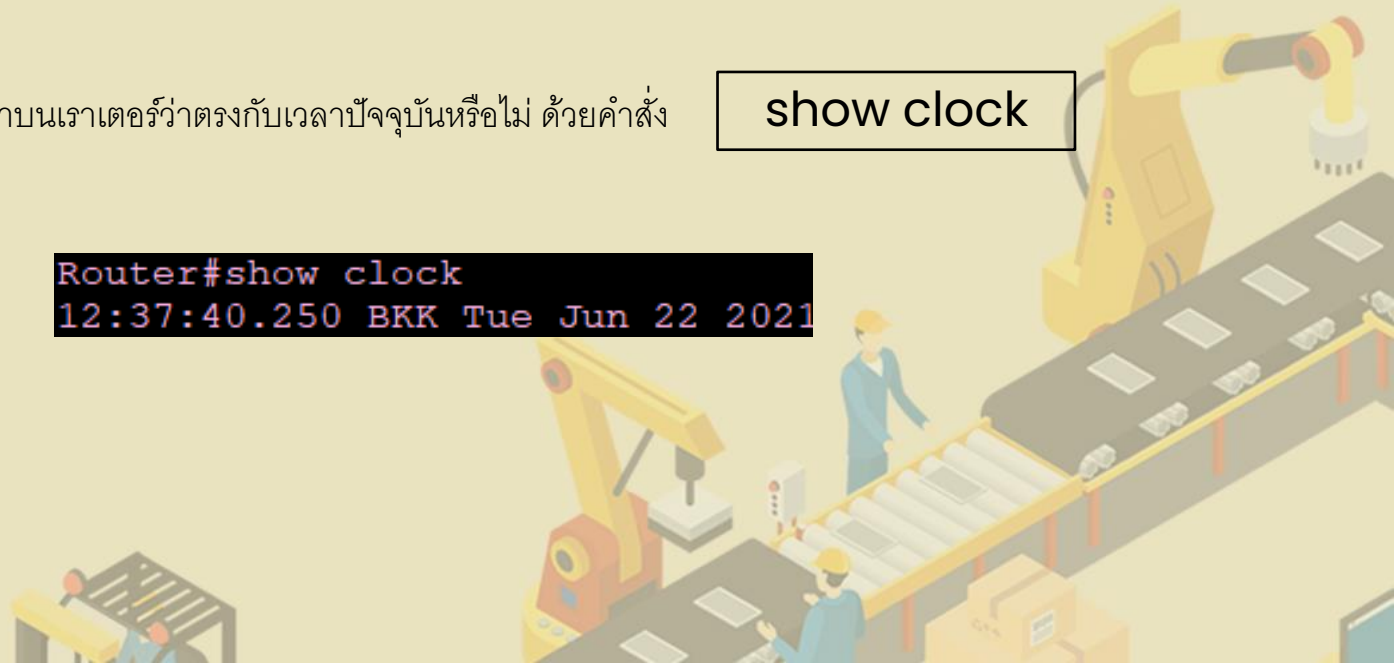 บนเราเตอร์ว่าตรงกับเวลาปัจจุบันหรือไม่ ด้วยคำสั่ง show clock
Router#show clock
12:37:40.250 BKK Tue Jun 22 2021